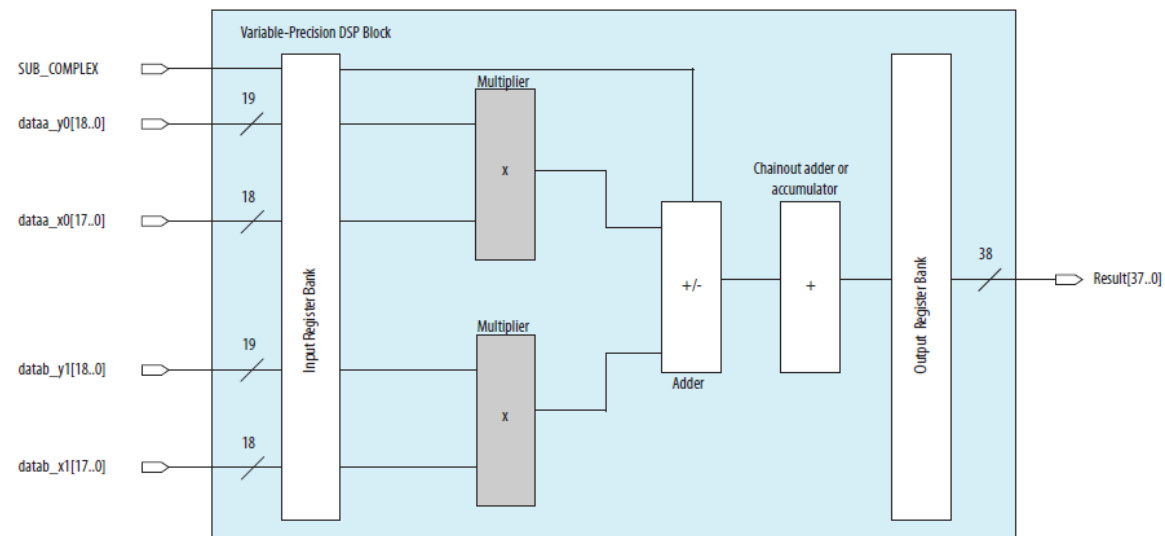 Variable-Precision DSP Block
SUB_COMPLEX
Multiplier
19
dataa_y0[18..0]
x
Chainout adder or
accumulator
18
dataa_x0[17..0]
38
Input Register Bank
+/-
+
Output Register Bank
Result[37..0]
Multiplier
19
datab_y1[18..0]
Adder
x
18
datab_x1[17..0]